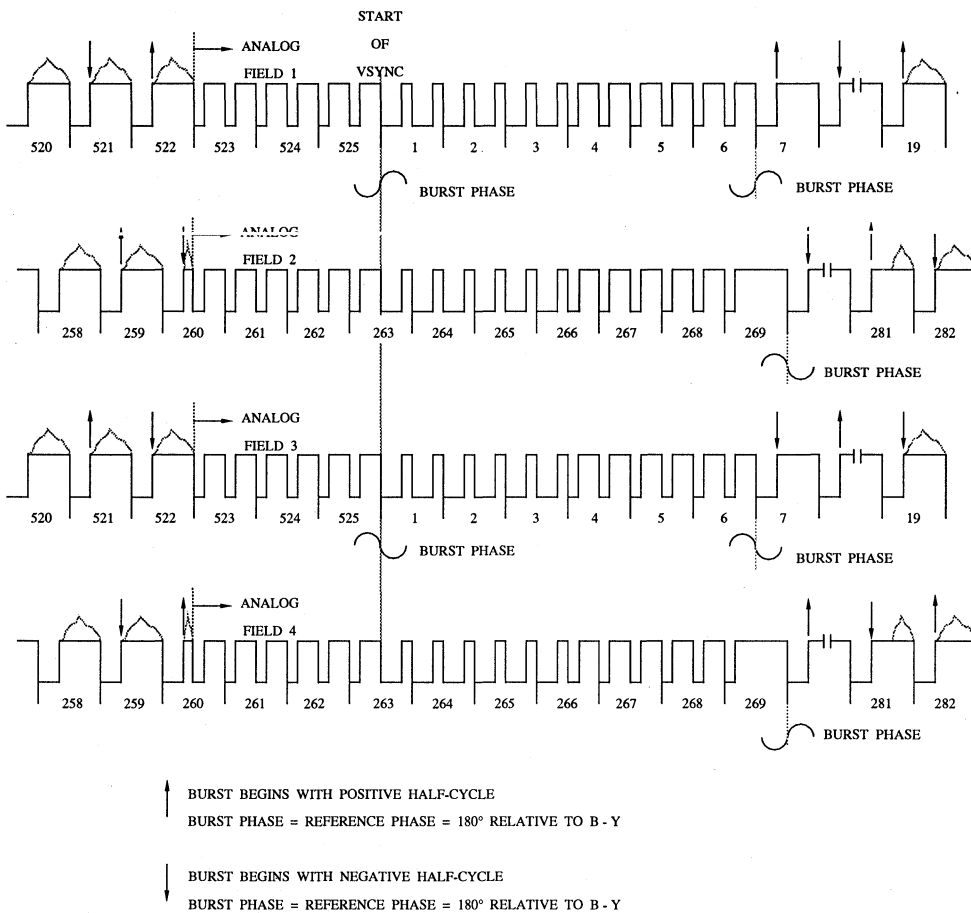 START
OF
VSYNC
ANALOG
FIELD 1
520 521 522 523 524 525 1 2 3 4 5 6 7 19
BURST PHASE BURST PHASE
ANALOG
FIELD 2
258 259 260 261 262 263 264 265 266 267 268 269 281 282
BURST PHASE
ANALOG
FIELD 3
520 521 522 523 524 525 1 2 3 4 5 6 7 19
BURST PHASE BURST PHASE
ANALOG
FIELD 4
258 259 260 261 262 263 264 265 266 267 268 269 281 282
BURST PHASE
BURST BEGINS WITH POSITIVE HALF-CYCLE
BURST PHASE = REFERENCE PHASE = 180° RELATIVE TO B - Y
BURST BEGINS WITH NEGATIVE HALF-CYCLE
BURST PHASE = REFERENCE PHASE = 180° RELATIVE TO B - Y